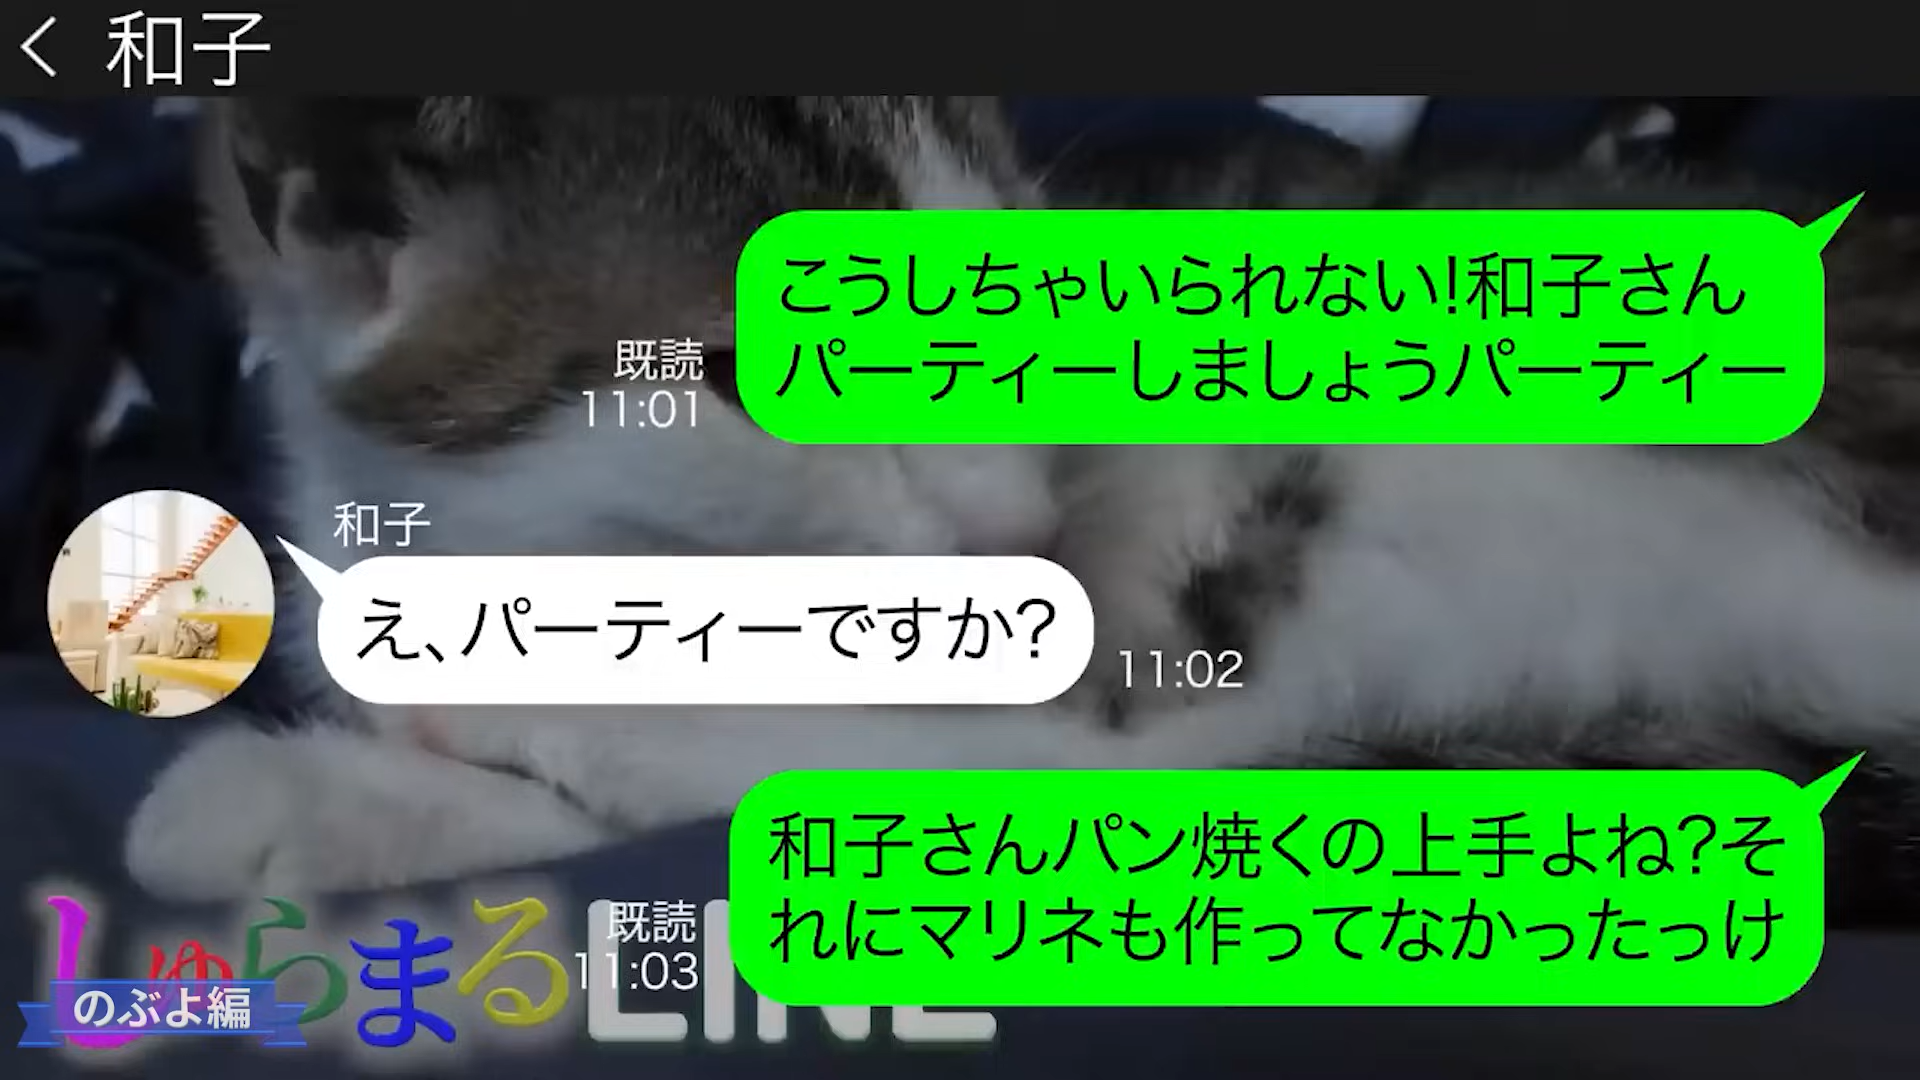 和子
こうしちゃいられない!和子さん
パーティーしましょうパーティー
既読
11:01
和子
え、パーティーですか?
11:02
和子さんパン焼くの上手よね?そ
れにマリネも作ってなかったっけ
既読
11:03
しゅらまるLINE
のぶよ編